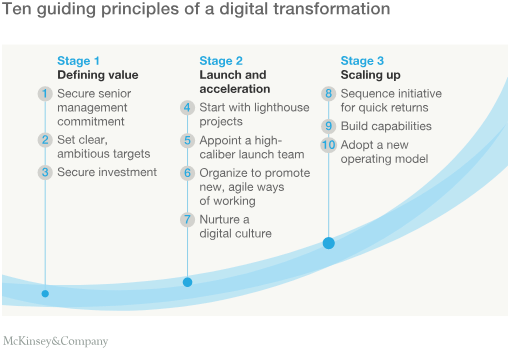 Ten guiding principles of a digital transformation
Stage 1
Defining value
1 Secure senior
management
commitment
2 Set clear,
ambitious targets
3 Secure investment
Stage 2
Launch and
acceleration
4 Start with lighthouse
projects
5 Appoint a high-
caliber launch team
6 Organize to promote
new, agile ways
of working
7 Nurture a
digital culture
Stage 3
Scaling up
8 Sequence initiative
for quick returns
9 Build capabilities
10 Adopt a new
operating model
McKinsey&Company